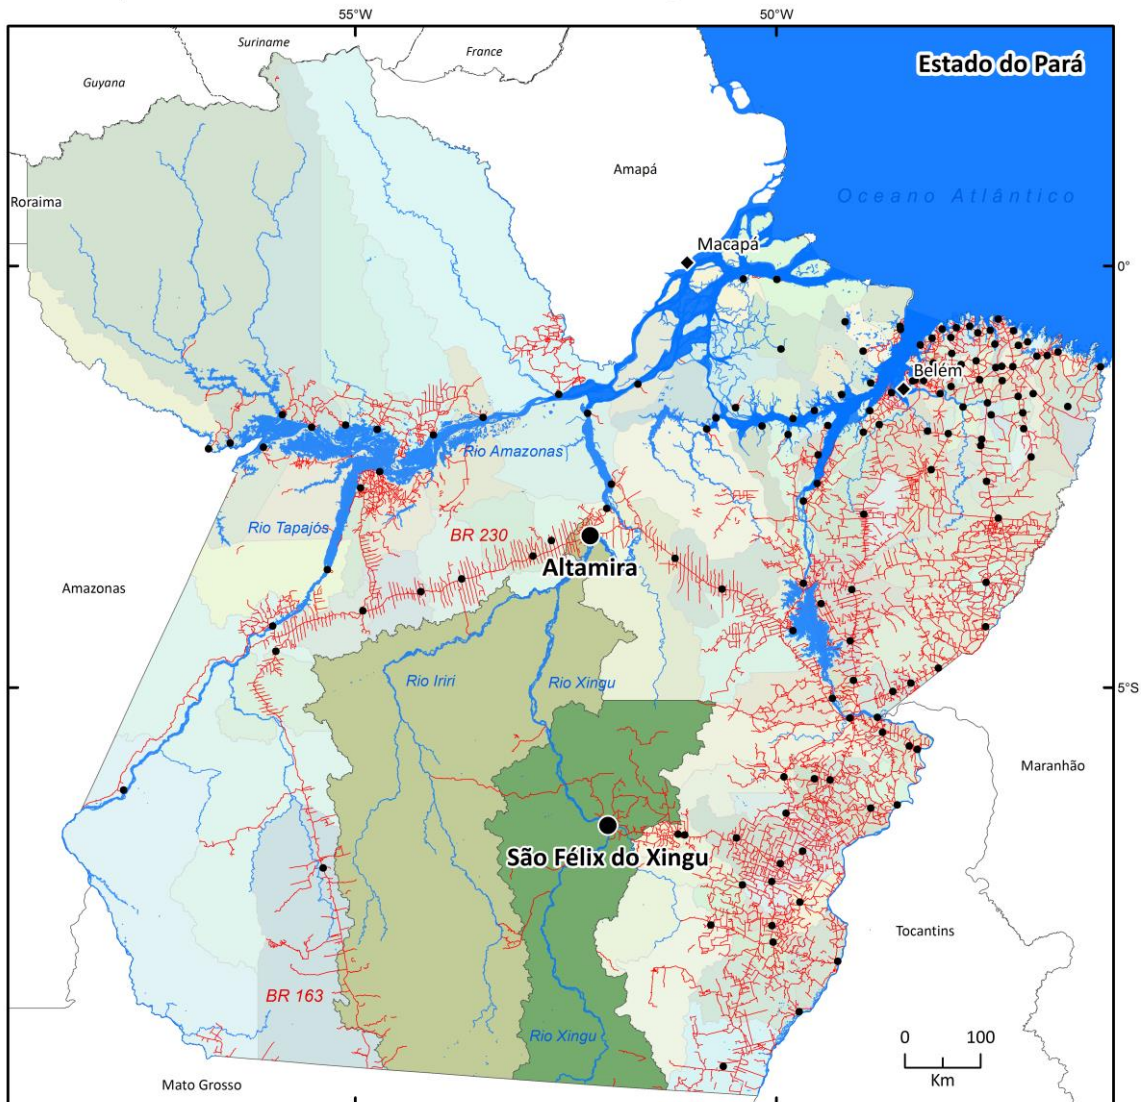 55°W
50°W
Suriname
France
Guyana
Estado do Pará
Amapá
Roraima
Oceano Atlântico
Macapá
0°
Belém
Rio Amazonas
Rio Tapajós
BR 230
Altamira
Amazonas
Rio Iriri
Rio Xingu
5°S
Maranhão
São Félix do Xingu
Tocantins
BR 163
Rio Xingu
0
100
Km
Mato Grosso